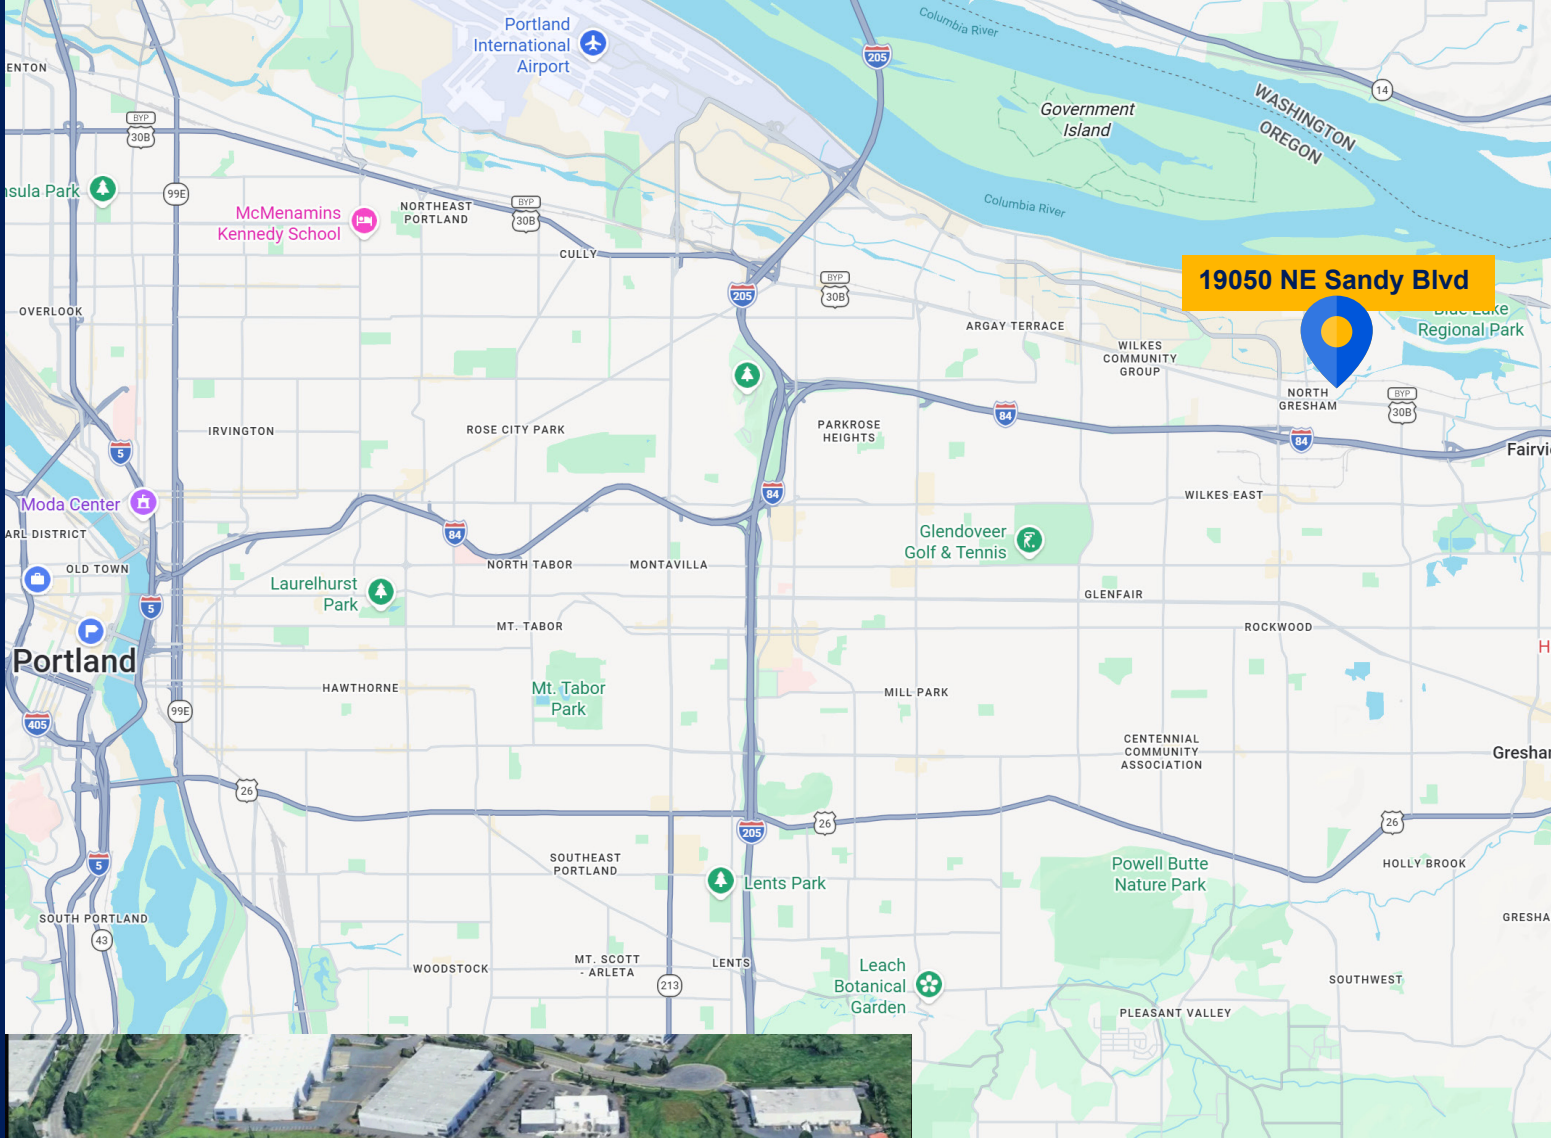 Portland
International
Airport
205
Columbia River
14
WASHINGTON
OREGON
Government
Island
ENTON
BYP
30B
99E
McMenamins
Kennedy School
NORTHEAST
PORTLAND
BYP
30B
CULLY
Columbia River
19050 NE Sandy Blvd
Regional Park
205
BYP
30B
OVERLOOK
ARGAY TERRACE
WILKES
COMMUNITY
GROUP
NORTH
GRESHAM
BYP
30B
84
84
IRVINGTON
ROSE CITY PARK
PARKROSE
HEIGHTS
5
Fairvi
Moda Center
84
WILKES EAST
ARL DISTRICT
84
Glendoveer
Golf & Tennis
OLD TOWN
NORTH TABOR
MONTAVILLA
Laurelhurst
Park
5
GLENFAIR
MT. TABOR
ROCKWOOD
P
H
Portland
HAWTHORNE
Mt. Tabor
Park
MILL PARK
405
99E
CENTENNIAL
COMMUNITY
ASSOCIATION
Gresha
26
205
26
26
5
SOUTHEAST
PORTLAND
Powell Butte
Nature Park
HOLLY BROOK
Lents Park
SOUTH PORTLAND
GRESHA
43
WOODSTOCK
MT. SCOTT
- ARLETA
LENTS
213
Leach
Botanical
Garden
SOUTHWEST
PLEASANT VALLEY